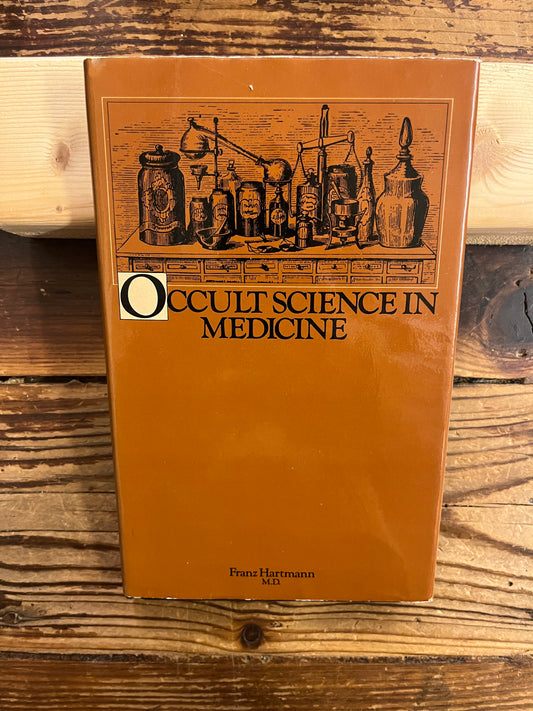 OCCULT SCIENCE IN
MEDICINE
Franz Hartmann
M.D.